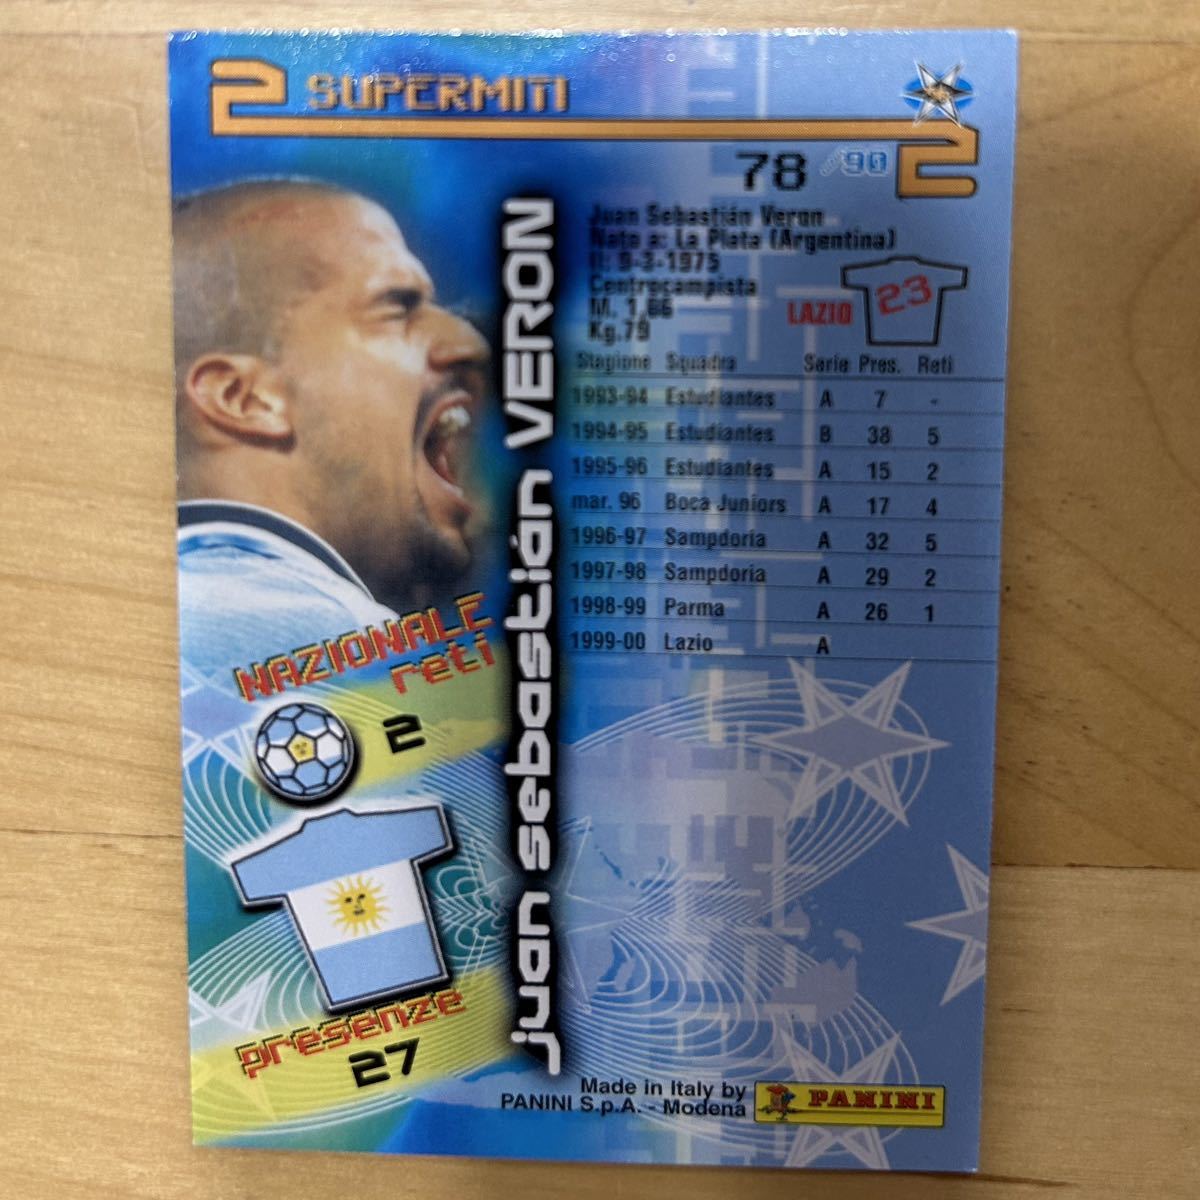 2 SUPERMITI
78 /90 2
Juan Sebastián Veron
Nato a: La Plata (Argentina)
Il: 9-3-1975
Centrocampista
M. 1,86
Kg.79
LAZIO 23
Stagione Squadra Serie Pres. Reti
1993-94 Estudiantes A 7 -
1994-95 Estudiantes B 38 5
1995-96 Estudiantes A 15 2
mar. 96 Boca Juniors A 17 4
1996-97 Sampdoria A 32 5
1997-98 Sampdoria A 29 2
1998-99 Parma A 26 1
1999-00 Lazio A
juan sebastián VERON
NAZIONALE
reti
2
presenze
27
Made in Italy by
PANINI S.p.A. - Modena
PANINI